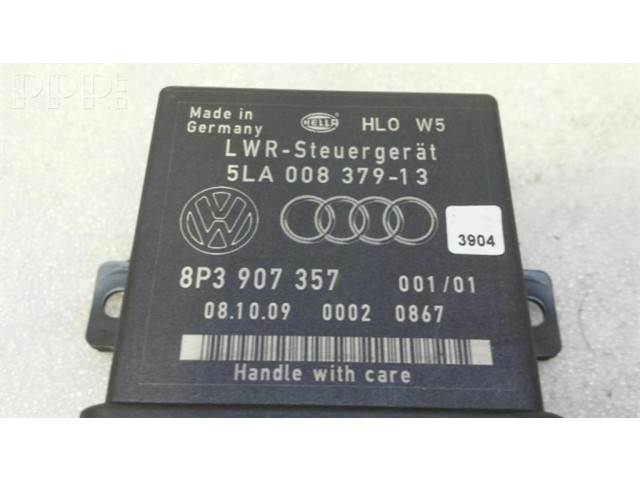 RRR
Made in
Germany
HELLA
HLO W5
LWR-Steuergerät
5LA 008 379-13
3904
8P3 907 357 001/01
08.10.09 0002 0867
Handle with care